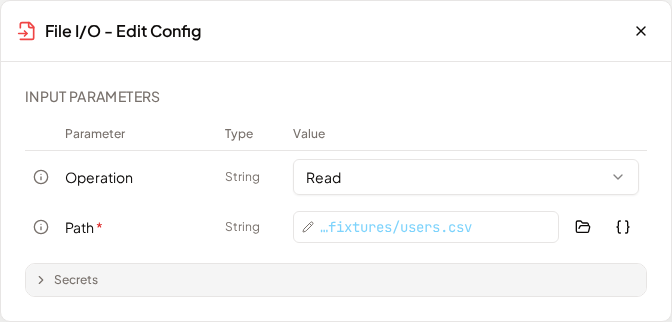 File I/O - Edit Config
INPUT PARAMETERS
Parameter Type Value
Operation String Read
Path * String …fixtures/users.csv { }
Secrets